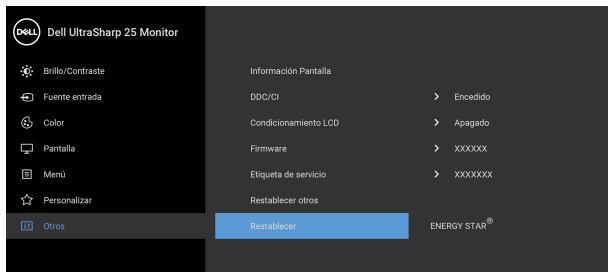 DELL Dell UltraSharp 25 Monitor
Brillo/Contraste
Información Pantalla
Fuente entrada
DDC/CI
Encedido
Color
Condicionamiento LCD
Apagado
Pantalla
Firmware
XXXXXX
Menú
Etiqueta de servicio
XXXXXXX
Personalizar
Restablecer otros
Otros
Restablecer
ENERGY STAR®